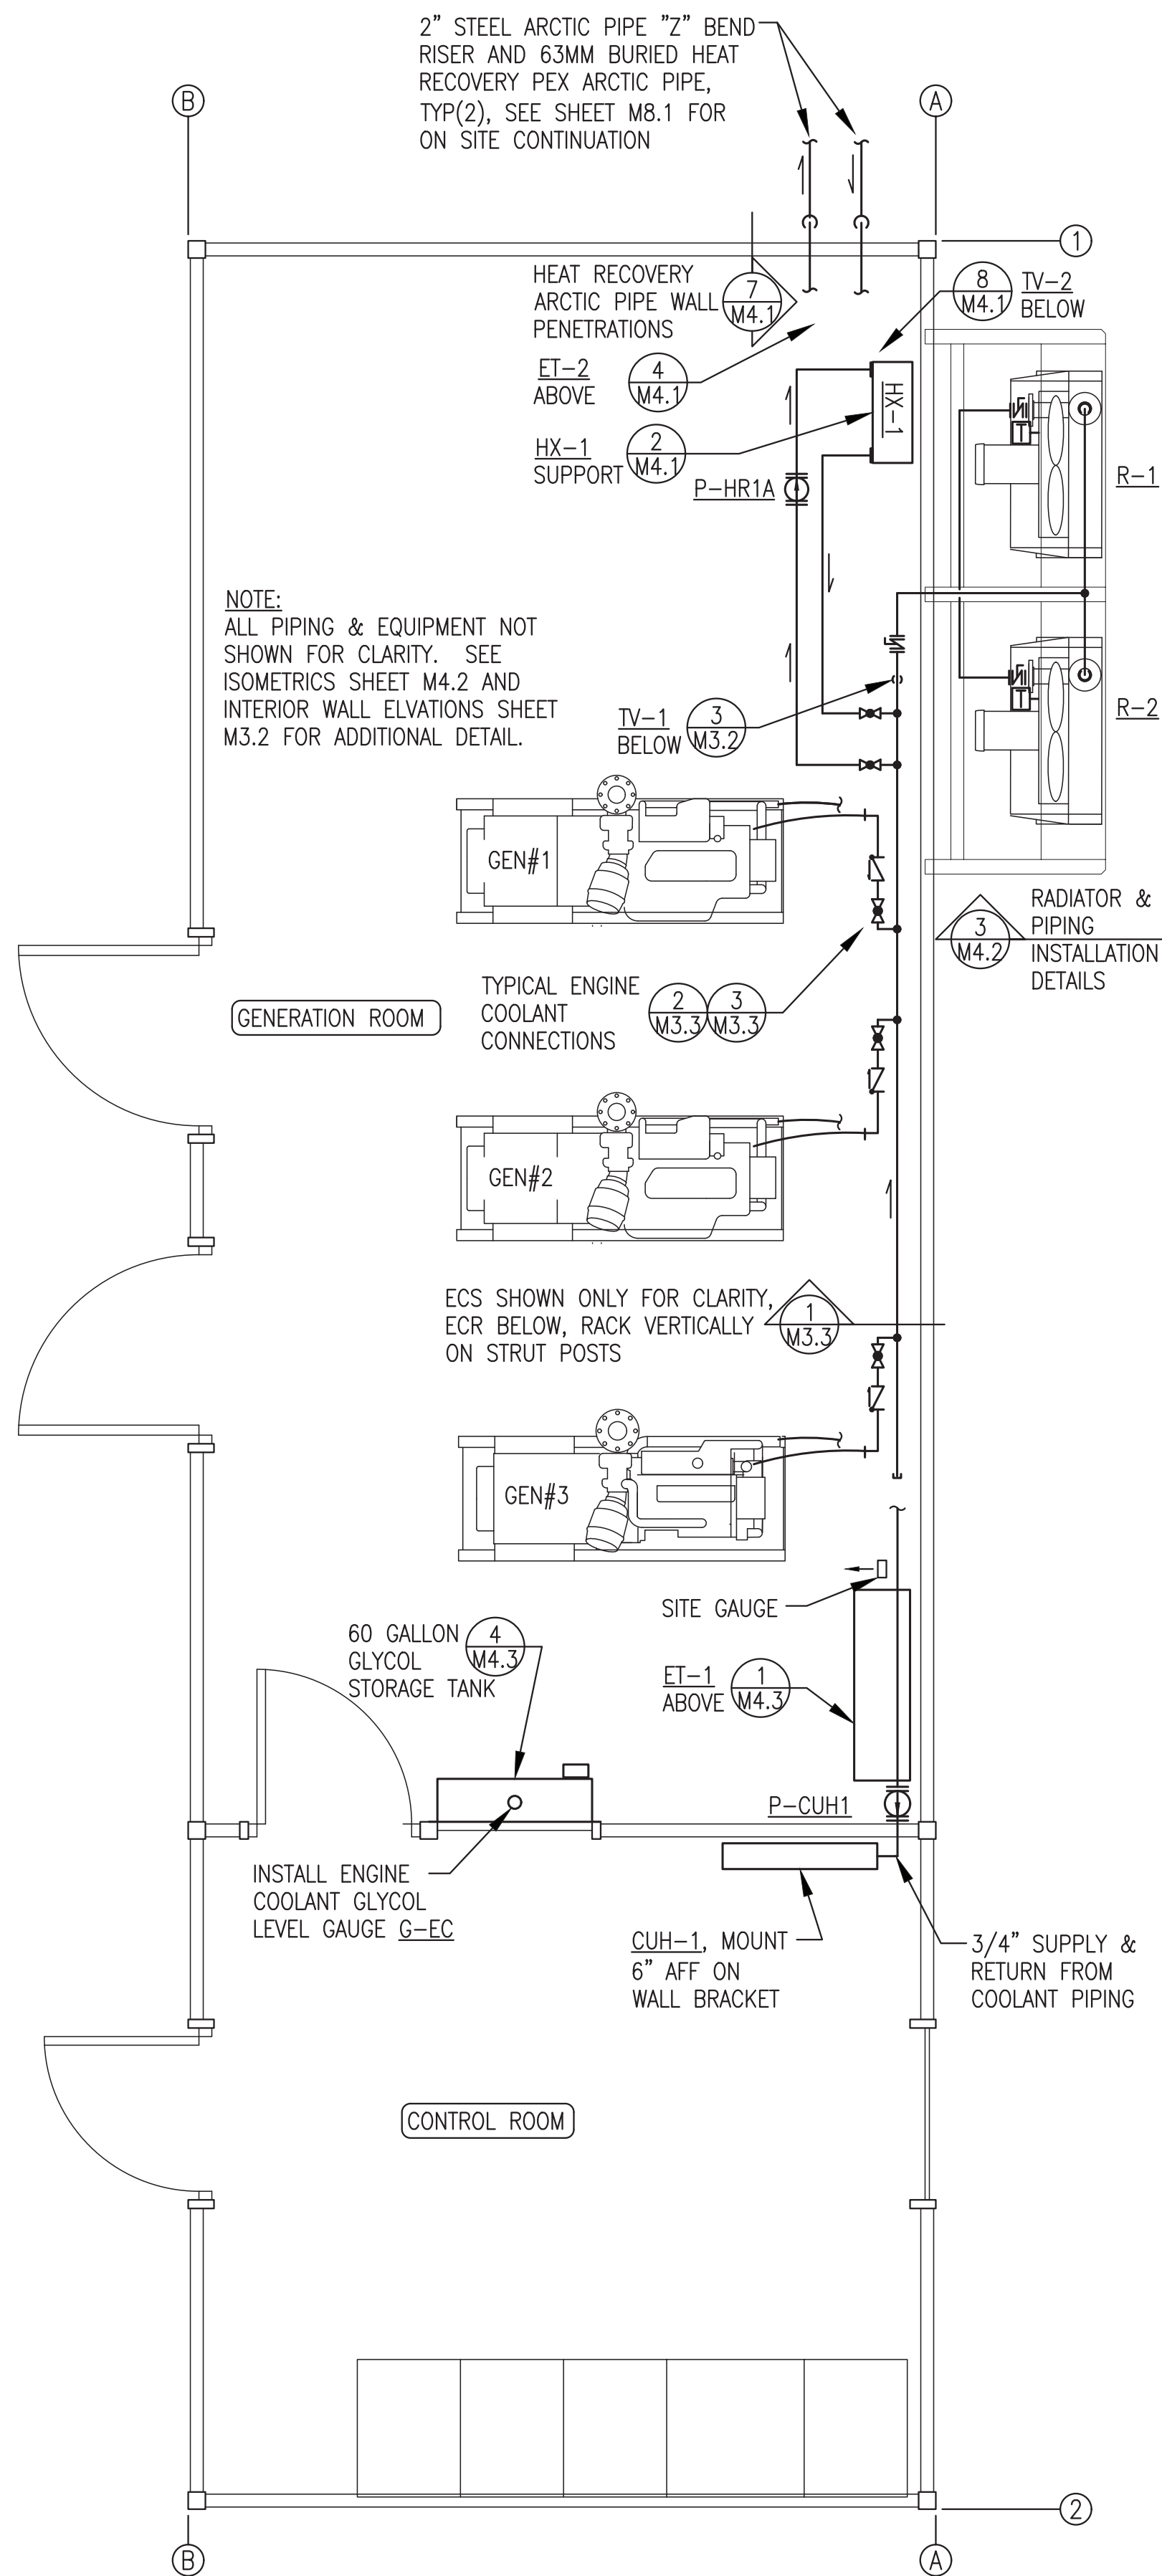 2” STEEL ARCTIC PIPE ”Z” BEND
RISER AND 63MM BURIED HEAT
RECOVERY PEX ARCTIC PIPE,
TYP(2), SEE SHEET M8.1 FOR
ON SITE CONTINUATION
B
A
1
HEAT RECOVERY
ARCTIC PIPE WALL
PENETRATIONS
7
M4.1
8
M4.1
TV-2
BELOW
ET-2
ABOVE
4
M4.1
HX-1
HX-1
SUPPORT
2
M4.1
P-HR1A
T
R-1
NOTE:
ALL PIPING & EQUIPMENT NOT
SHOWN FOR CLARITY. SEE
ISOMETRICS SHEET M4.2 AND
INTERIOR WALL ELVATIONS SHEET
M3.2 FOR ADDITIONAL DETAIL.
TV-1
BELOW
3
M3.2
T
R-2
GEN#1
3
M4.2
RADIATOR &
PIPING
INSTALLATION
DETAILS
TYPICAL ENGINE
COOLANT
CONNECTIONS
2
M3.3
3
M3.3
GENERATION ROOM
GEN#2
ECS SHOWN ONLY FOR CLARITY,
ECR BELOW, RACK VERTICALLY
ON STRUT POSTS
1
M3.3
GEN#3
SITE GAUGE
60 GALLON
GLYCOL
STORAGE TANK
4
M4.3
ET-1
ABOVE
1
M4.3
P-CUH1
INSTALL ENGINE
COOLANT GLYCOL
LEVEL GAUGE G-EC
CUH-1, MOUNT
6” AFF ON
WALL BRACKET
3/4” SUPPLY &
RETURN FROM
COOLANT PIPING
CONTROL ROOM
2
B
A